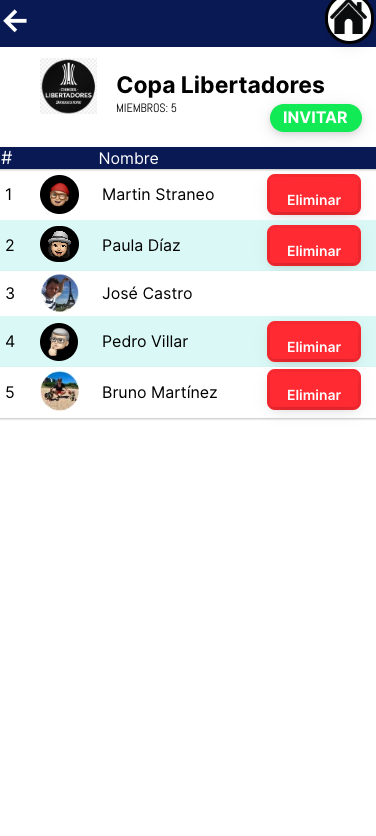 LIBERTADORES
Copa Libertadores
MIEMBROS: 5
INVITAR
# Nombre
1 Martin Straneo Eliminar
2 Paula Díaz Eliminar
3 José Castro
4 Pedro Villar Eliminar
5 Bruno Martínez Eliminar